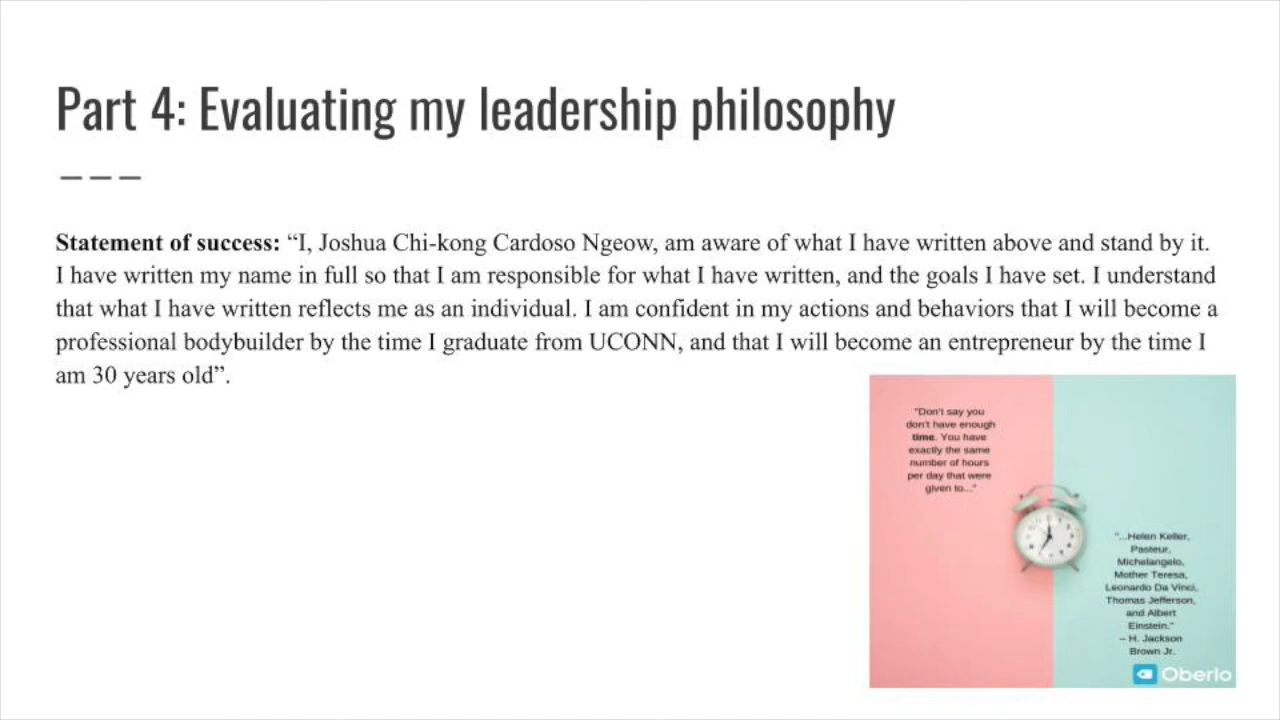 Part 4: Evaluating my leadership philosophy
Statement of success: “I, Joshua Chi-kong Cardoso Ngeow, am aware of what I have written above and stand by it.
I have written my name in full so that I am responsible for what I have written, and the goals I have set. I understand
that what I have written reflects me as an individual. I am confident in my actions and behaviors that I will become a
professional bodybuilder by the time I graduate from UCONN, and that I will become an entrepreneur by the time I
am 30 years old”.
"Don't say you
don't have enough
time. You have
exactly the same
number of hours
per day that were
given to..."
"...Helen Keller,
Pasteur,
Michelangelo,
Mother Teresa,
Leonardo Da Vinci,
Thomas Jefferson,
and Albert
Einstein."
– H. Jackson
Brown Jr.
Oberlo